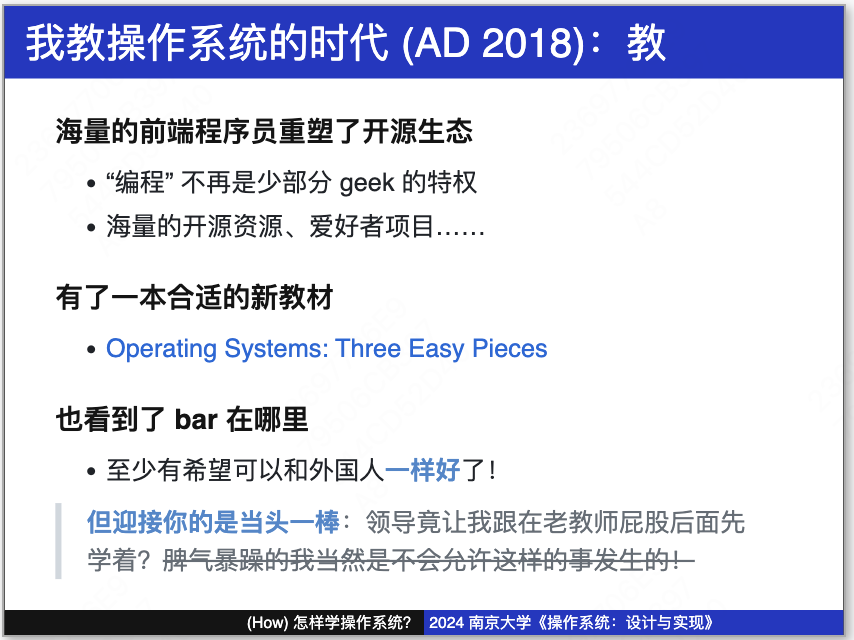 我教操作系统的时代 (AD 2018)：教
海量的前端程序员重塑了开源生态
• “编程” 不再是少部分 geek 的特权
• 海量的开源资源、爱好者项目……
有了一本合适的新教材
• Operating Systems: Three Easy Pieces
也看到了 bar 在哪里
• 至少有希望可以和外国人一样好了！
但迎接你的是当头一棒：领导竟让我跟在老教师屁股后面先
学着？脾气暴躁的我当然是不会允许这样的事发生的！
(How) 怎样学操作系统？ 2024 南京大学《操作系统：设计与实现》